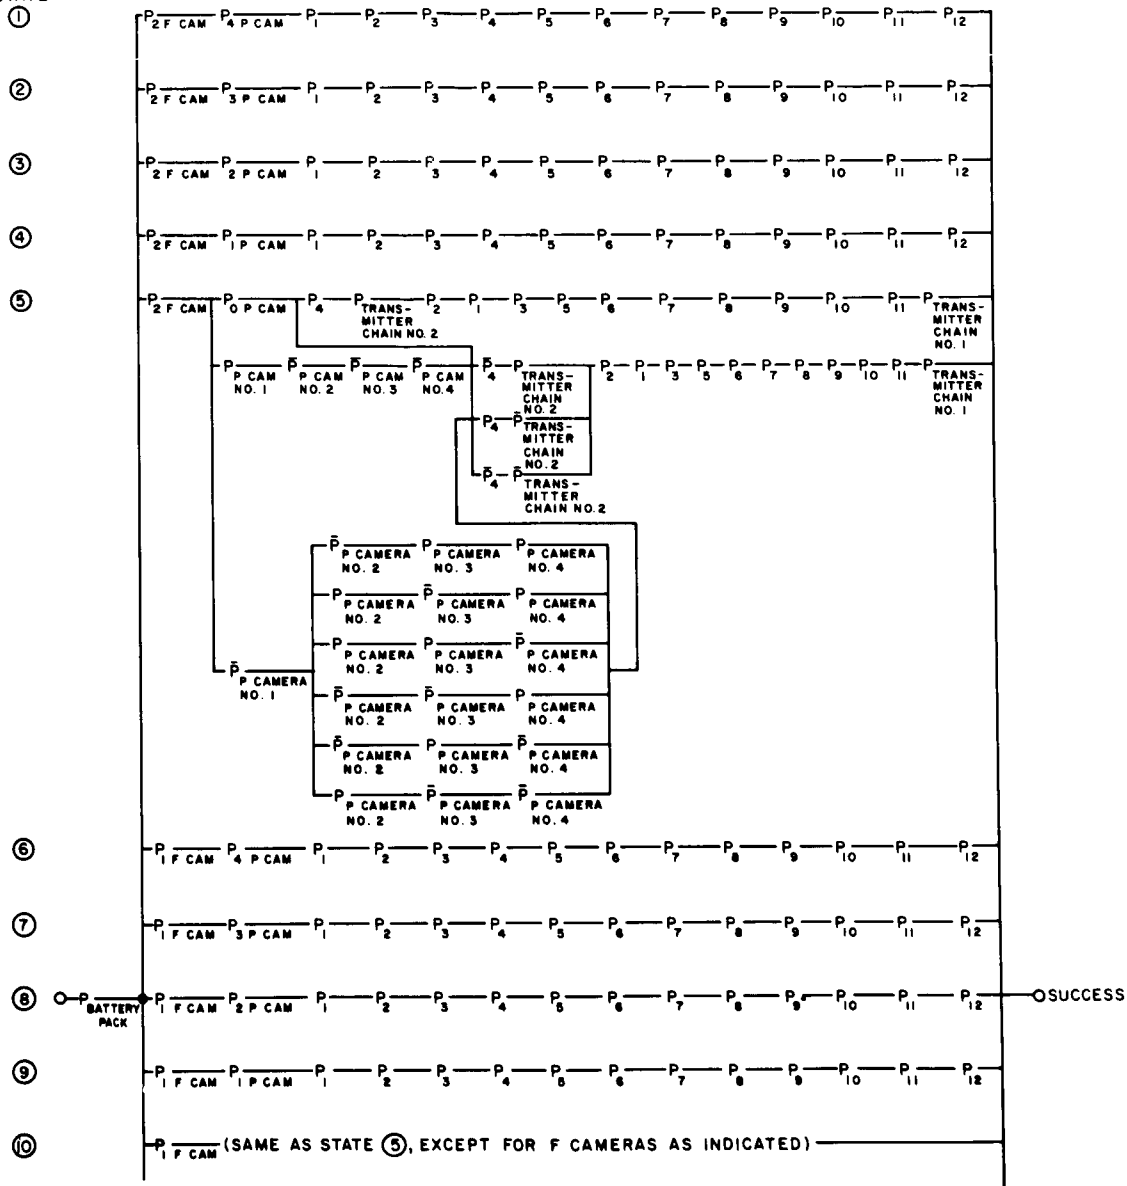 ① P2 F CAM P4 P CAM P1 P2 P3 P4 P5 P6 P7 P8 P9 P10 P11 P12
② P2 F CAM P3 P CAM P1 P2 P3 P4 P5 P6 P7 P8 P9 P10 P11 P12
③ P2 F CAM P2 P CAM P1 P2 P3 P4 P5 P6 P7 P8 P9 P10 P11 P12
④ P2 F CAM P1 P CAM P1 P2 P3 P4 P5 P6 P7 P8 P9 P10 P11 P12
⑤ P2 F CAM P0 P CAM P4 P TRANS- P2 P1 P3 P5 P6 P7 P8 P9 P10 P11 P TRANS-
MITTER MITTER
CHAIN NO. 2 CHAIN
NO. 1
P P CAM P̄ P CAM P̄ P CAM P̄ P CAM P̄4 P TRANS- P2 P1 P3 P5 P6 P7 P8 P9 P10 P11 P TRANS-
NO. 1 NO. 2 NO. 3 NO. 4 MITTER MITTER
CHAIN CHAIN
NO. 2 NO. 1
P4 P̄ TRANS-
MITTER
CHAIN
NO. 2
P̄4 P̄ TRANS-
MITTER
CHAIN NO. 2
P̄ P CAMERA P P CAMERA P P CAMERA
NO. 2 NO. 3 NO. 4
P P CAMERA P̄ P CAMERA P P CAMERA
NO. 2 NO. 3 NO. 4
P P CAMERA P P CAMERA P̄ P CAMERA
NO. 2 NO. 3 NO. 4
P̄ P CAMERA
NO. 1
P̄ P CAMERA P̄ P CAMERA P P CAMERA
NO. 2 NO. 3 NO. 4
P̄ P CAMERA P P CAMERA P̄ P CAMERA
NO. 2 NO. 3 NO. 4
P P CAMERA P̄ P CAMERA P̄ P CAMERA
NO. 2 NO. 3 NO. 4
⑥ P1 F CAM P4 P CAM P1 P2 P3 P4 P5 P6 P7 P8 P9 P10 P11 P12
⑦ P1 F CAM P3 P CAM P1 P2 P3 P4 P5 P6 P7 P8 P9 P10 P11 P12
⑧ P BATTERY PACK P1 F CAM P2 P CAM P1 P2 P3 P4 P5 P6 P7 P8 P9 P10 P11 P12 SUCCESS
⑨ P1 F CAM P1 P CAM P1 P2 P3 P4 P5 P6 P7 P8 P9 P10 P11 P12
⑩ P1 F CAM (SAME AS STATE ⑤, EXCEPT FOR F CAMERAS AS INDICATED)